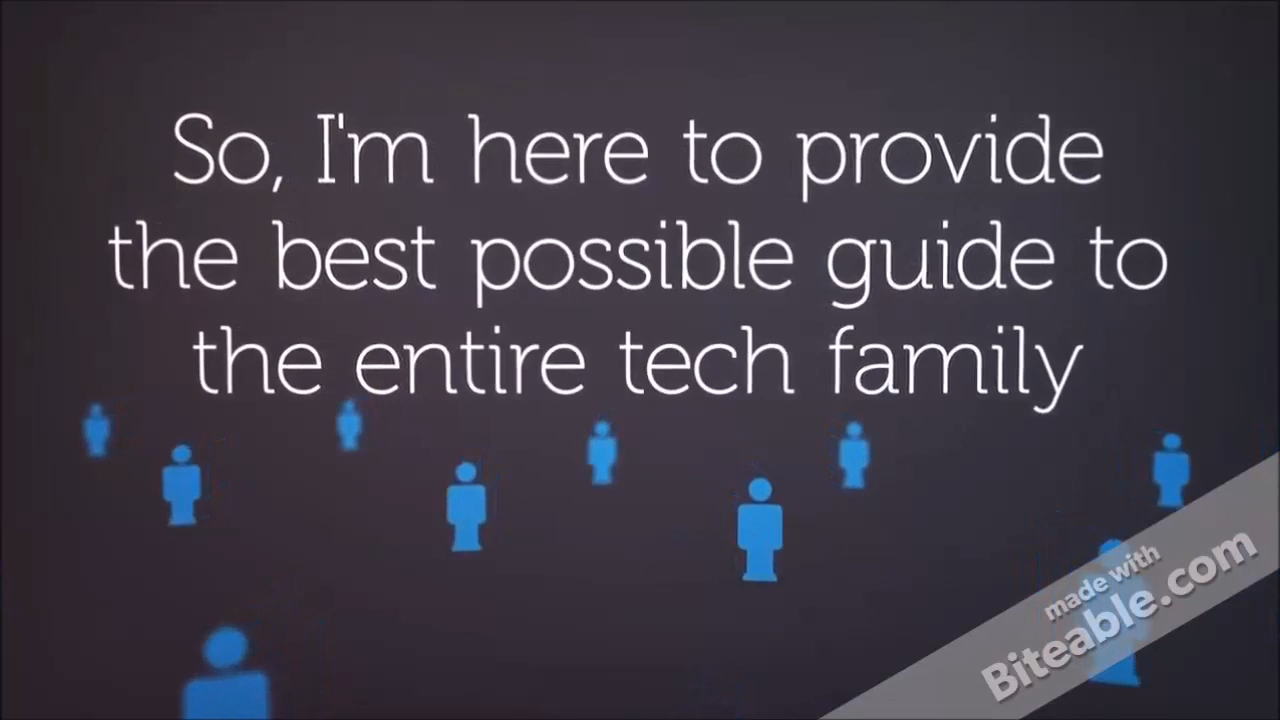 So, I'm here to provide
the best possible guide to
the entire tech family
made with
Biteable.com